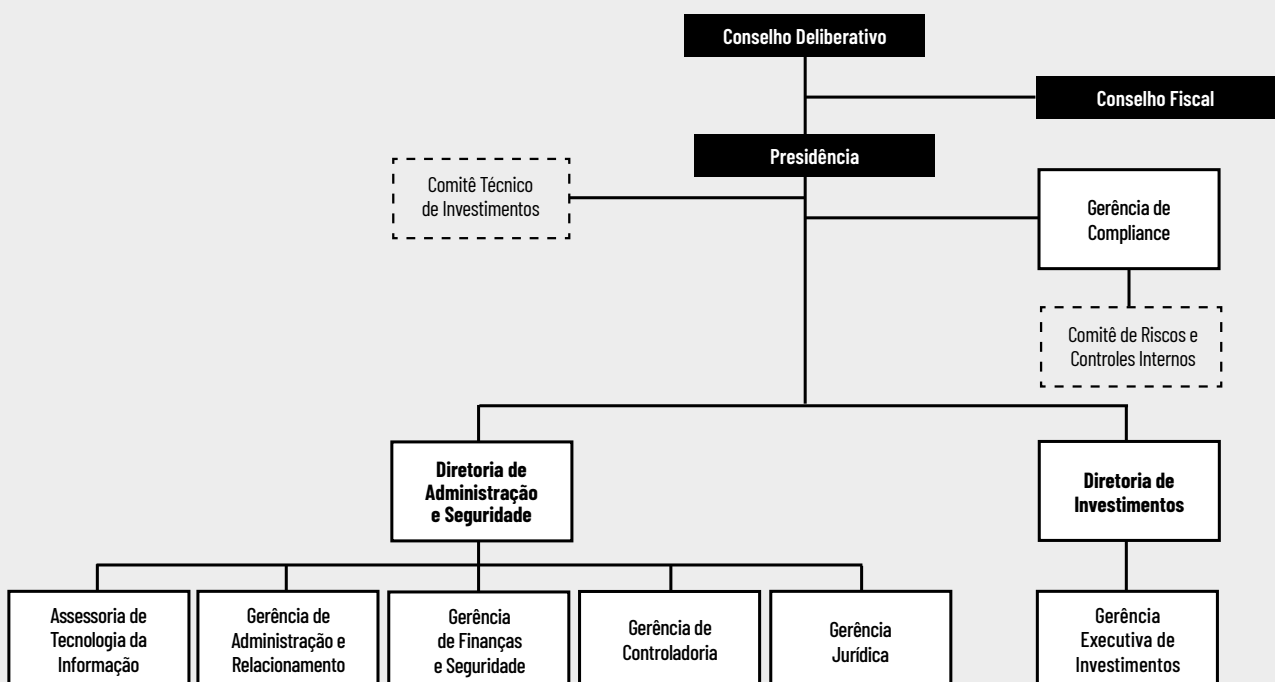 Conselho Deliberativo
Conselho Fiscal
Presidência
Comitê Técnico
de Investimentos
Gerência de
Compliance
Comitê de Riscos e
Controles Internos
Diretoria de
Administração
e Seguridade
Diretoria de
Investimentos
Assessoria de
Tecnologia da
Informação
Gerência de
Administração e
Relacionamento
Gerência
de Finanças
e Seguridade
Gerência de
Controladoria
Gerência
Jurídica
Gerência
Executiva de
Investimentos